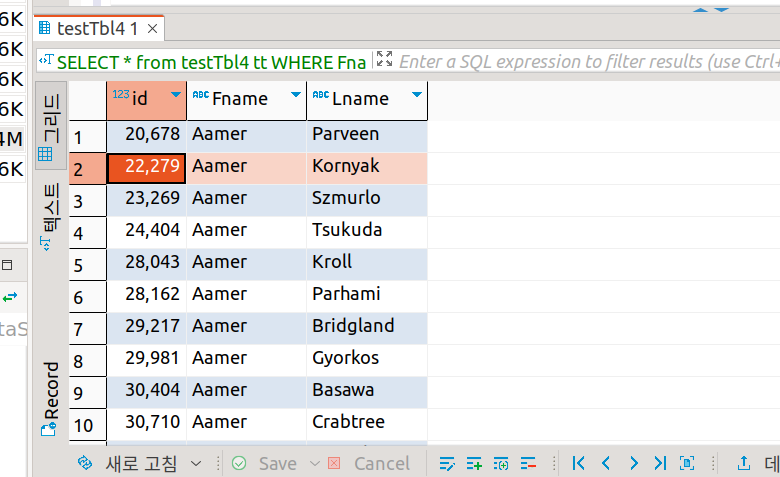 6K
testTbl4 1
6K
SELECT * from testTbl4 tt WHERE Fna
Enter a SQL expression to filter results (use Ctrl+
6K
123 id
ABC Fname
ABC Lname
6K
그리드
4M
6K
텍스트
Record
1 20,678 Aamer Parveen
2 22,279 Aamer Kornyak
3 23,269 Aamer Szmurlo
4 24,404 Aamer Tsukuda
5 28,043 Aamer Kroll
6 28,162 Aamer Parhami
7 29,217 Aamer Bridgland
8 29,981 Aamer Gyorkos
9 30,404 Aamer Basawa
10 30,710 Aamer Crabtree
taS
새로 고침
Save
Cancel
데